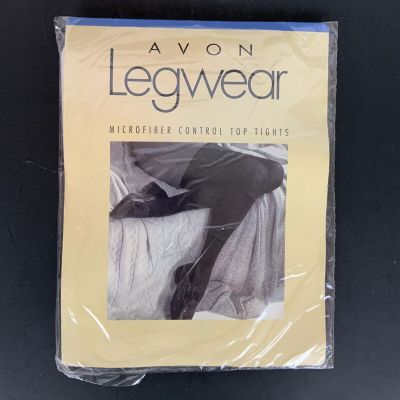 AVON
Legwear
MICROFIBER CONTROL TOP TIGHTS